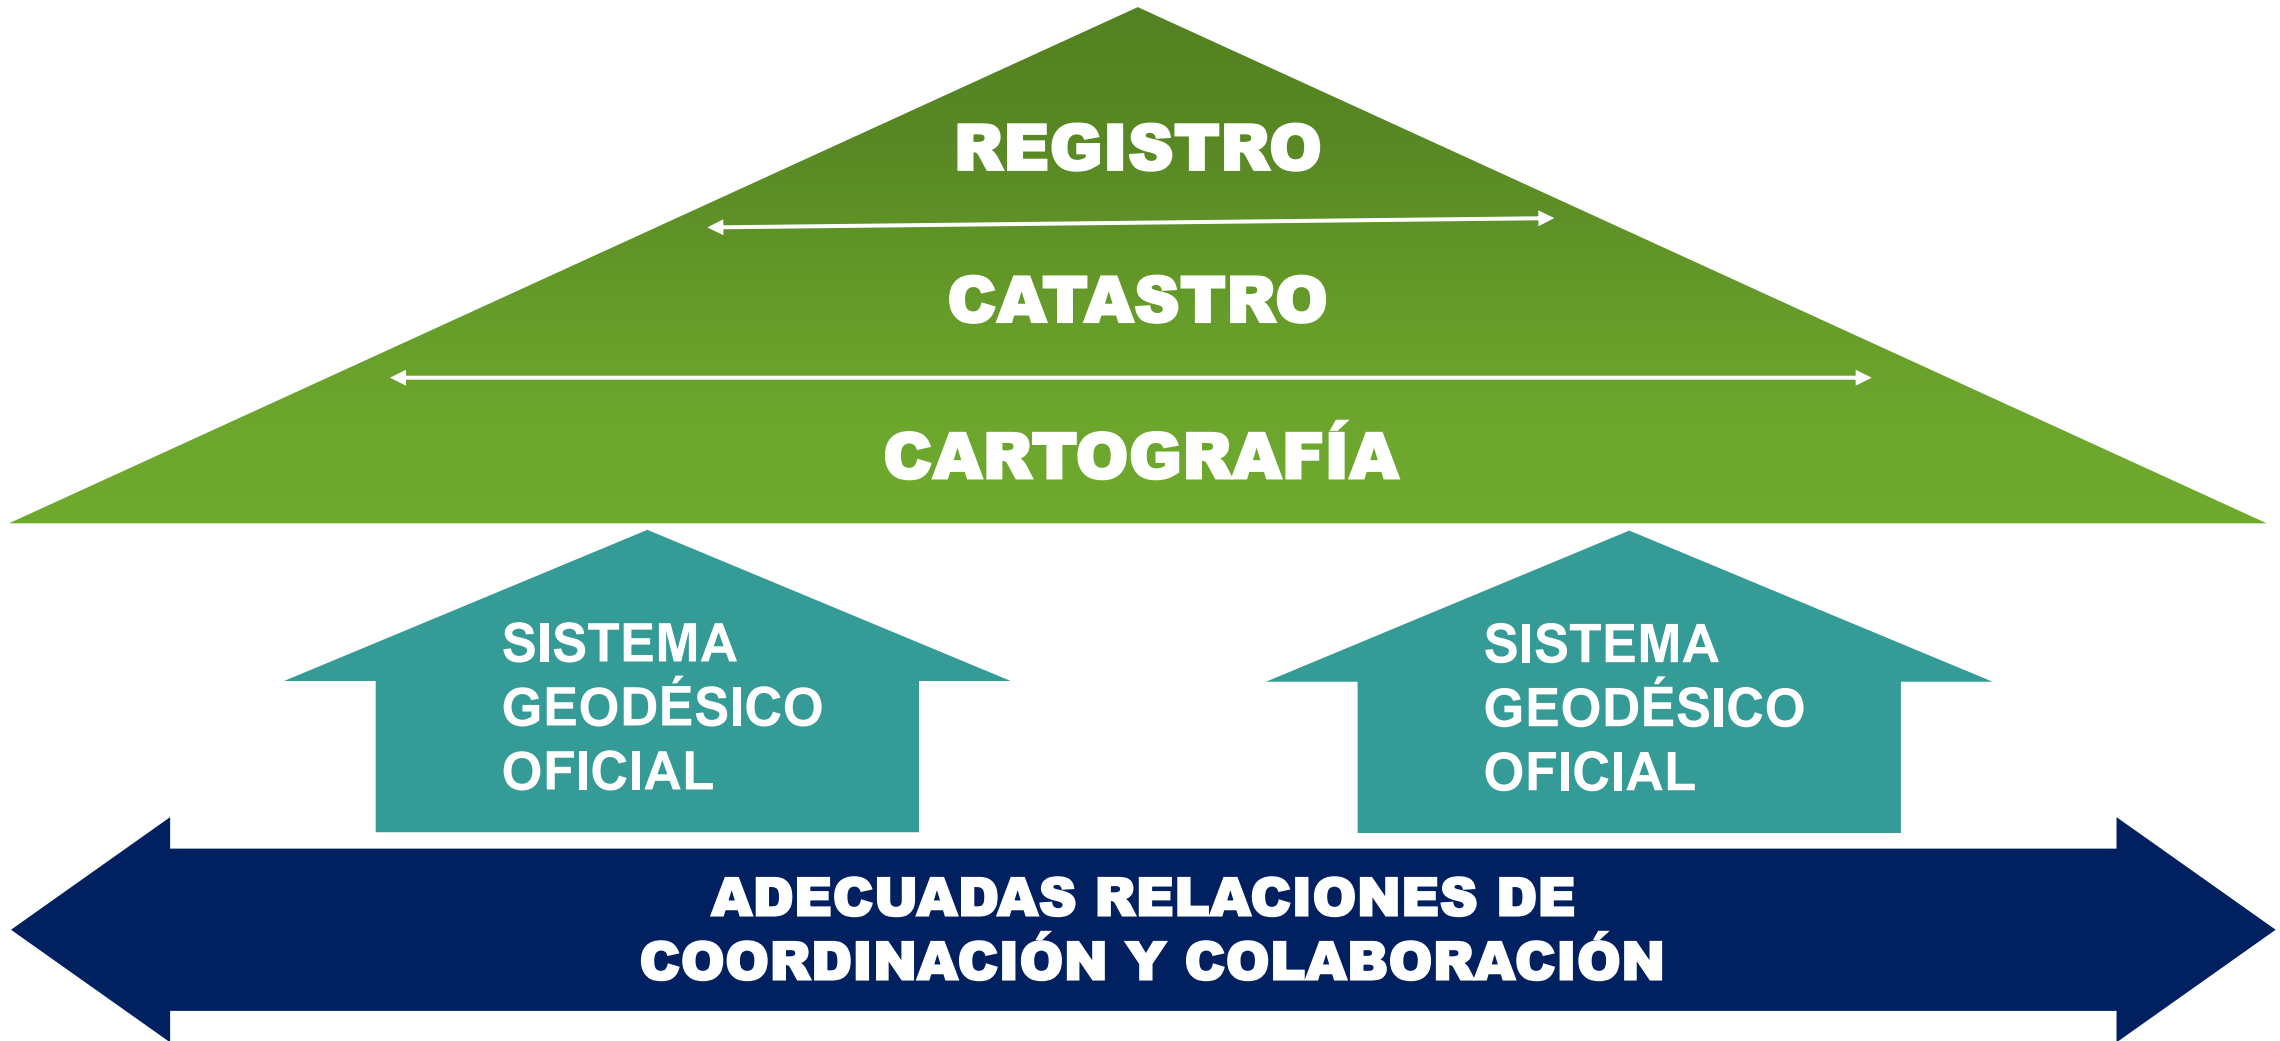 REGISTRO
CATASTRO
CARTOGRAFÍA
SISTEMA
GEODÉSICO
OFICIAL
SISTEMA
GEODÉSICO
OFICIAL
ADECUADAS RELACIONES DE
COORDINACIÓN Y COLABORACIÓN